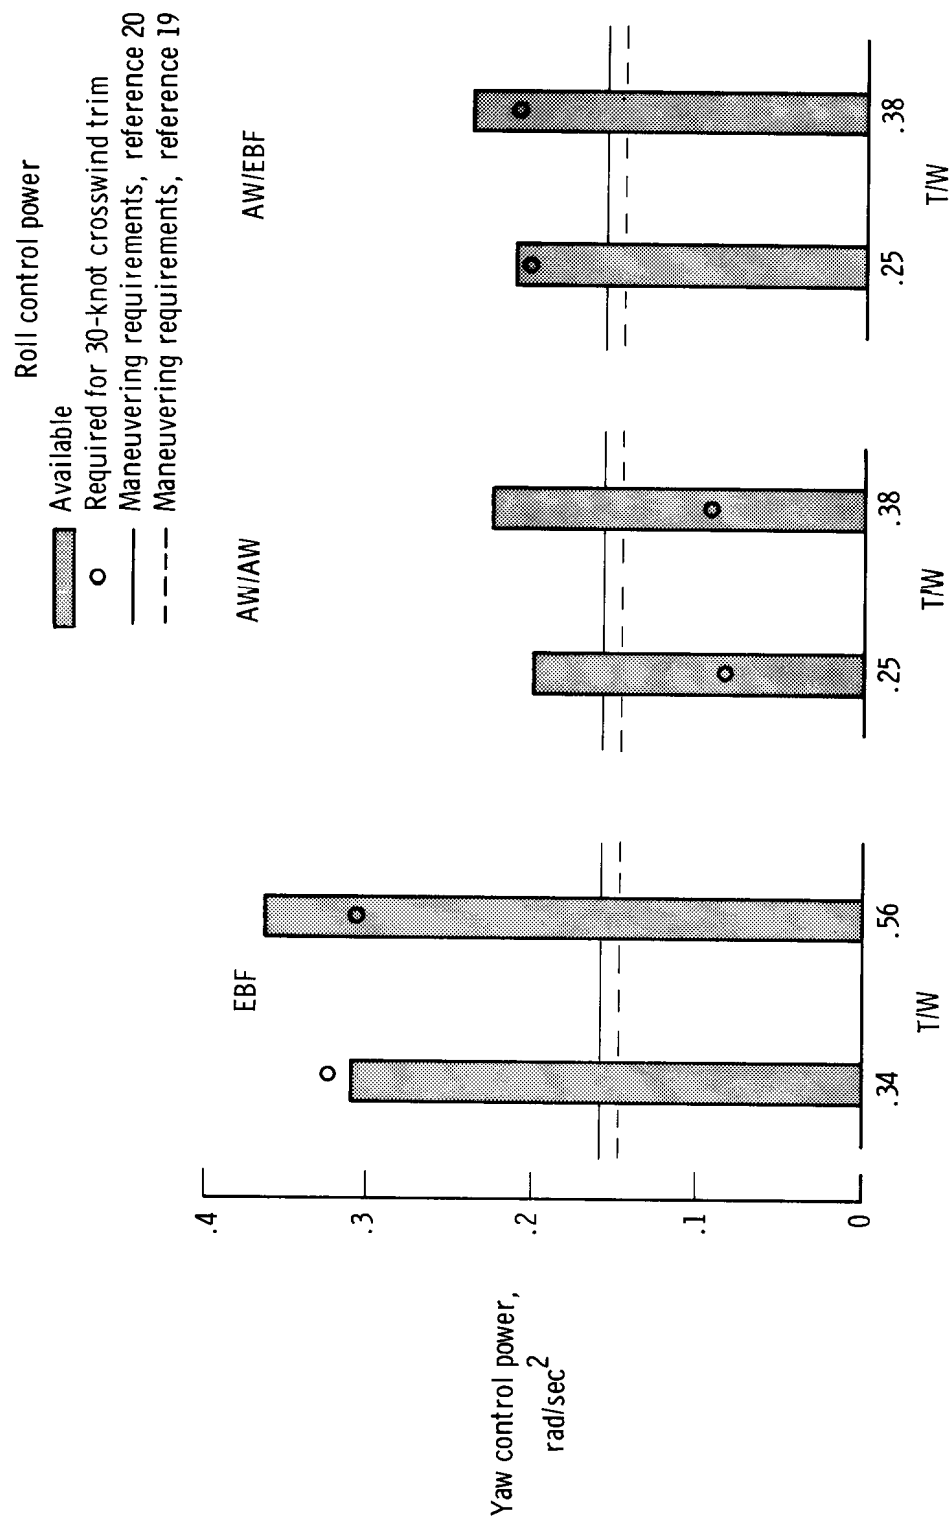 Roll control power
Available
Required for 30-knot crosswind trim
Maneuvering requirements, reference 20
Maneuvering requirements, reference 19
EBF
AW/AW
AW/EBF
Yaw control power,
rad/sec²
.4
.3
.2
.1
0
.34
.56
T/W
.25
.38
T/W
.25
.38
T/W